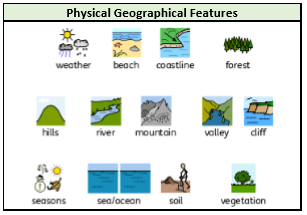 Physical Geographical Features
weather beach coastline forest
hills river mountain valley cliff
seasons sea/ocean soil vegetation